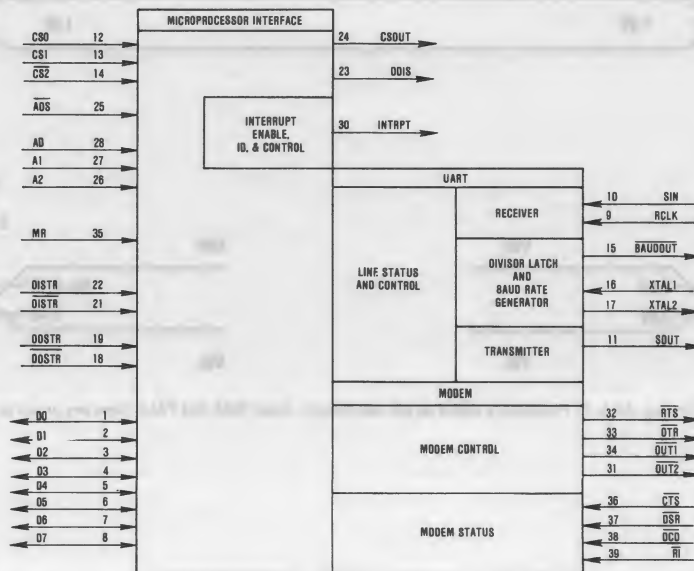 MICROPROCESSOR INTERFACE
CS0 12
CS1 13
CS2 14
ADS 25
A0 28
A1 27
A2 26
MR 35
DISTR 22
DISTR 21
DOSTR 19
DOSTR 18
D0 1
D1 2
D2 3
D3 4
D4 5
D5 6
D6 7
D7 8
24 CSOUT
23 DDIS
INTERRUPT
ENABLE,
ID, & CONTROL
30 INTRPT
UART
LINE STATUS
AND CONTROL
RECEIVER
DIVISOR LATCH
AND
BAUD RATE
GENERATOR
TRANSMITTER
10 SIN
9 RCLK
15 BAUDOUT
16 XTAL1
17 XTAL2
11 SOUT
MODEM
MODEM CONTROL
32 RTS
33 DTR
34 OUT1
31 OUT2
MODEM STATUS
36 CTS
37 DSR
38 DCD
39 RI